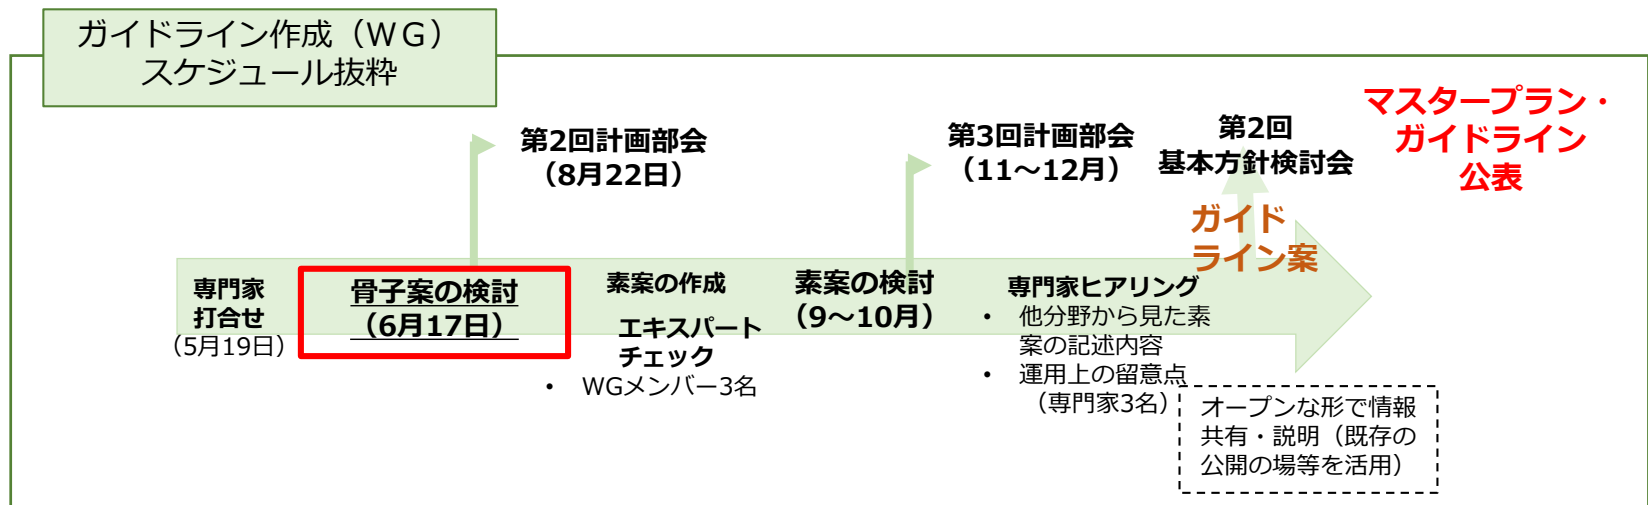 ガイドライン作成（ＷＧ）
スケジュール抜粋
第2回計画部会
（8月22日）
第3回計画部会
（11～12月）
第2回
基本方針検討会
マスタープラン・
ガイドライン
公表
ガイド
ライン案
専門家
打合せ
（5月19日）
骨子案の検討
（6月17日）
素案の作成
エキスパート
チェック
• WGメンバー3名
素案の検討
（9～10月）
専門家ヒアリング
• 他分野から見た素
案の記述内容
• 運用上の留意点
（専門家3名）
オープンな形で情報
共有・説明（既存の
公開の場等を活用）